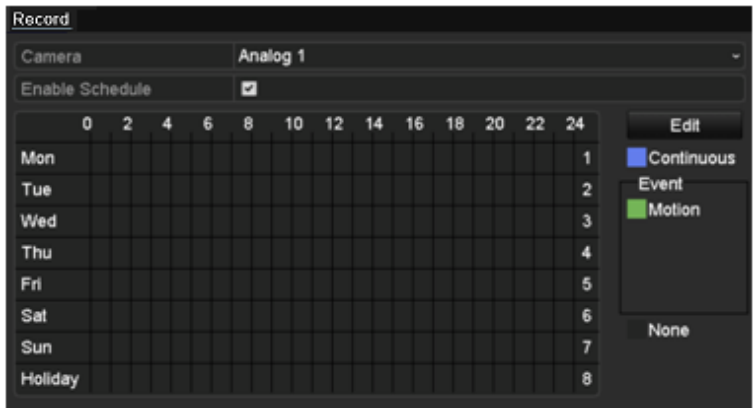 Record
Camera Analog 1
Enable Schedule
0 2 4 6 8 10 12 14 16 18 20 22 24
Mon 1
Tue 2
Wed 3
Thu 4
Fri 5
Sat 6
Sun 7
Holiday 8
Edit
Continuous
Event
Motion
None